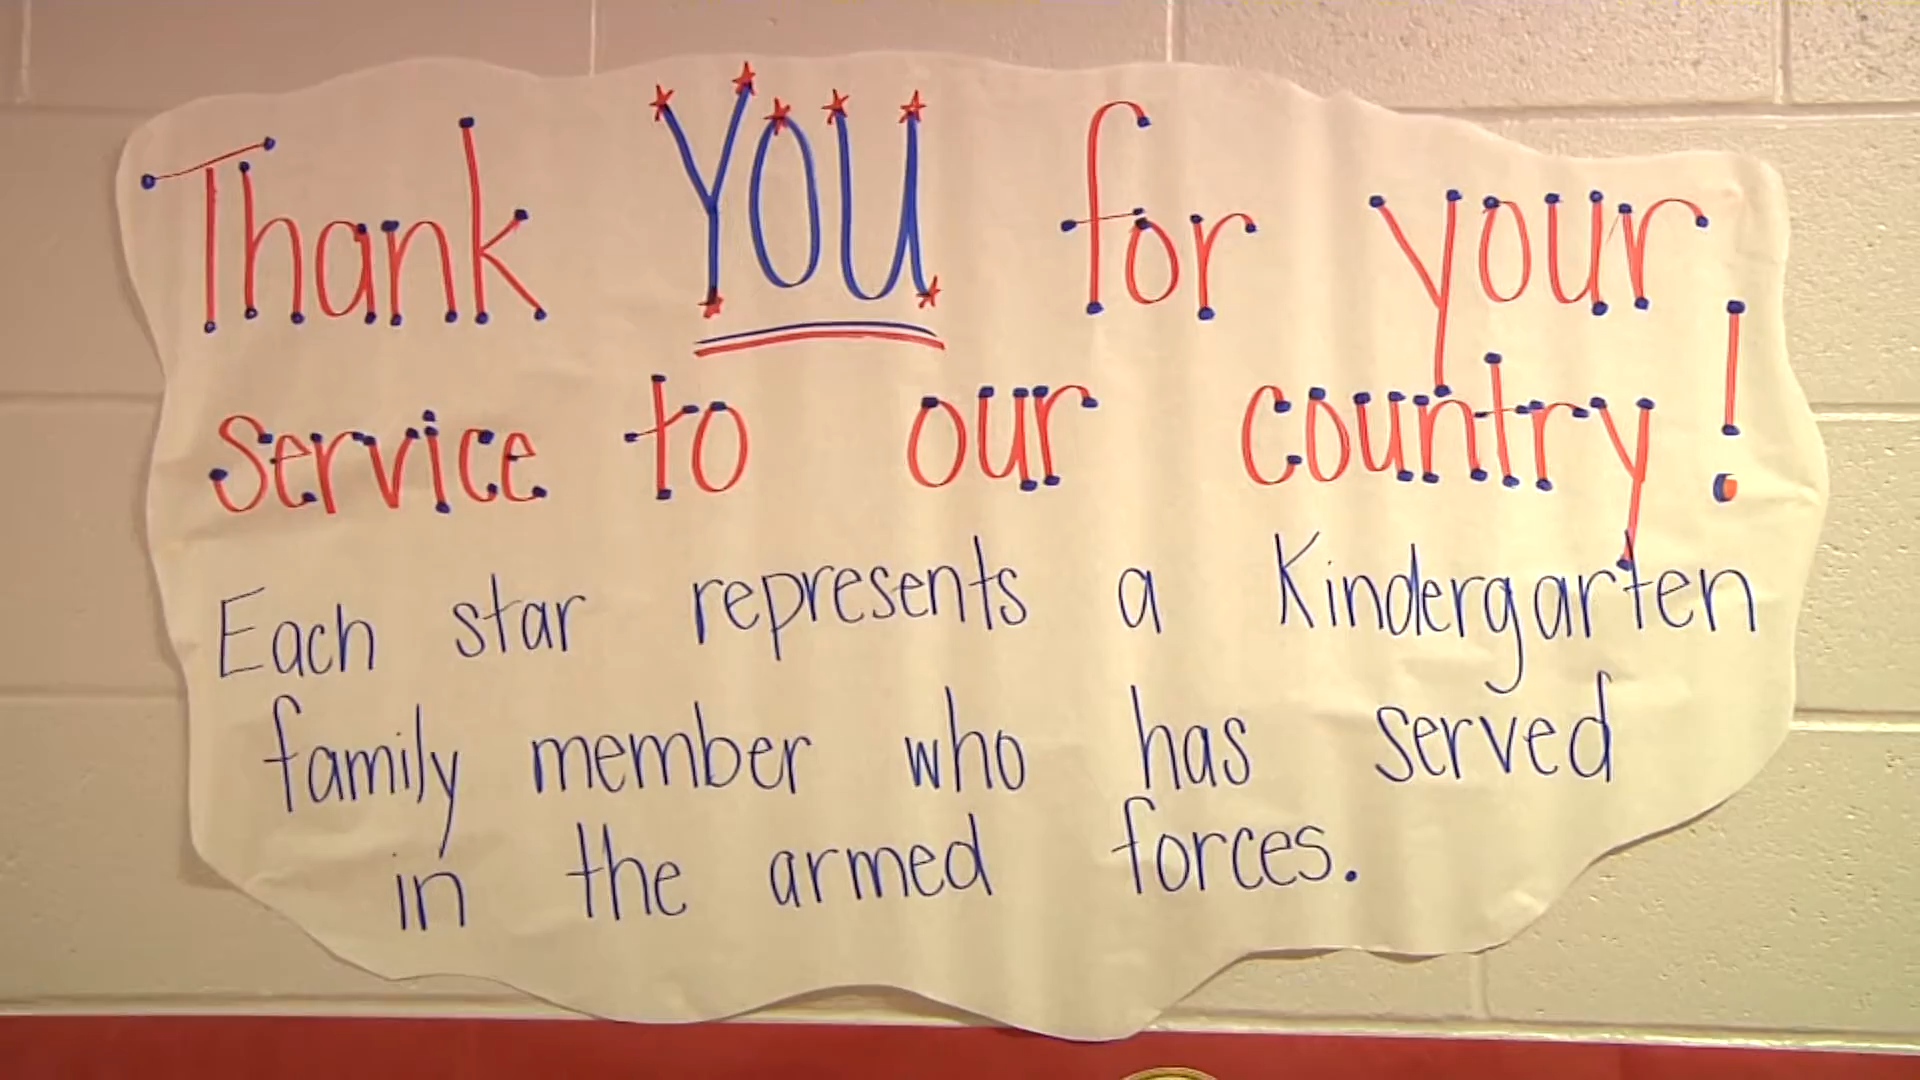 Thank YOU for your
service to our country!
Each star represents a Kindergarten
family member who has served
in the armed forces.